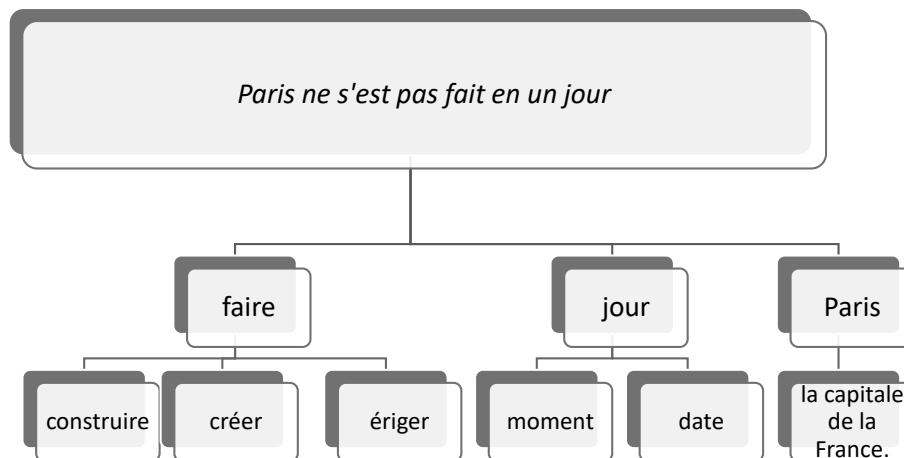 Paris ne s'est pas fait en un jour
faire
jour
Paris
construire
créer
ériger
moment
date
la capitale
de la
France.